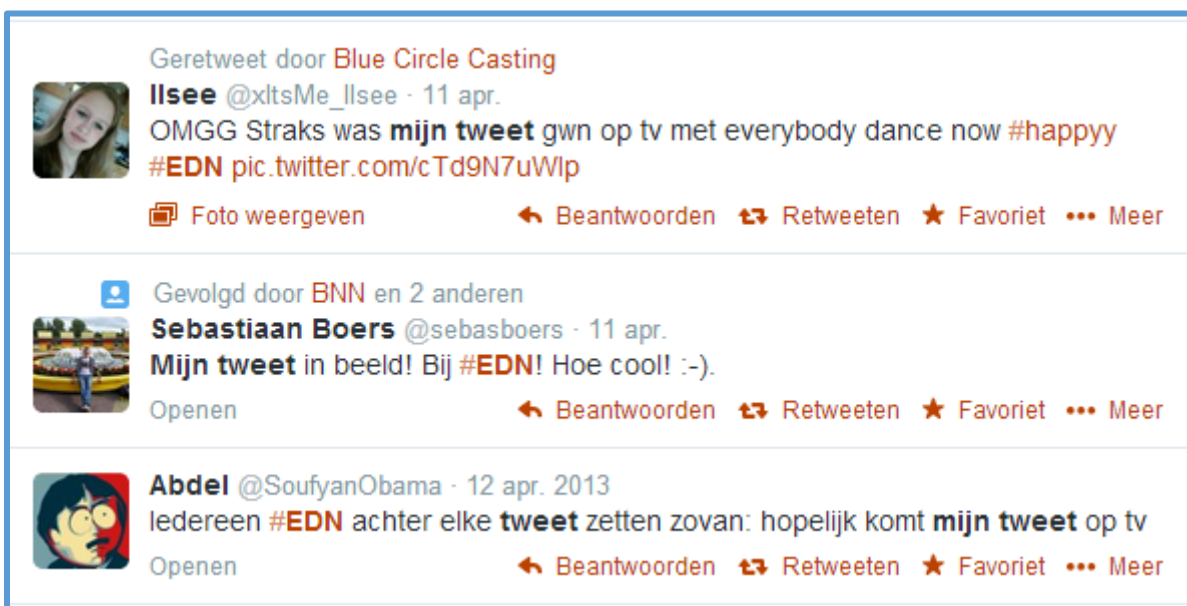 Geretweet door Blue Circle Casting
Ilsee @xItsMe_Ilsee · 11 apr.
OMGG Straks was mijn tweet gwn op tv met everybody dance now #happyy
#EDN pic.twitter.com/cTd9N7uWlp
Foto weergeven Beantwoorden Retweeten Favoriet Meer
Gevolgd door BNN en 2 anderen
Sebastiaan Boers @sebasboers · 11 apr.
Mijn tweet in beeld! Bij #EDN! Hoe cool! :-).
Openen Beantwoorden Retweeten Favoriet Meer
Abdel @SoufyanObama · 12 apr. 2013
Iedereen #EDN achter elke tweet zetten zovan: hopelijk komt mijn tweet op tv
Openen Beantwoorden Retweeten Favoriet Meer